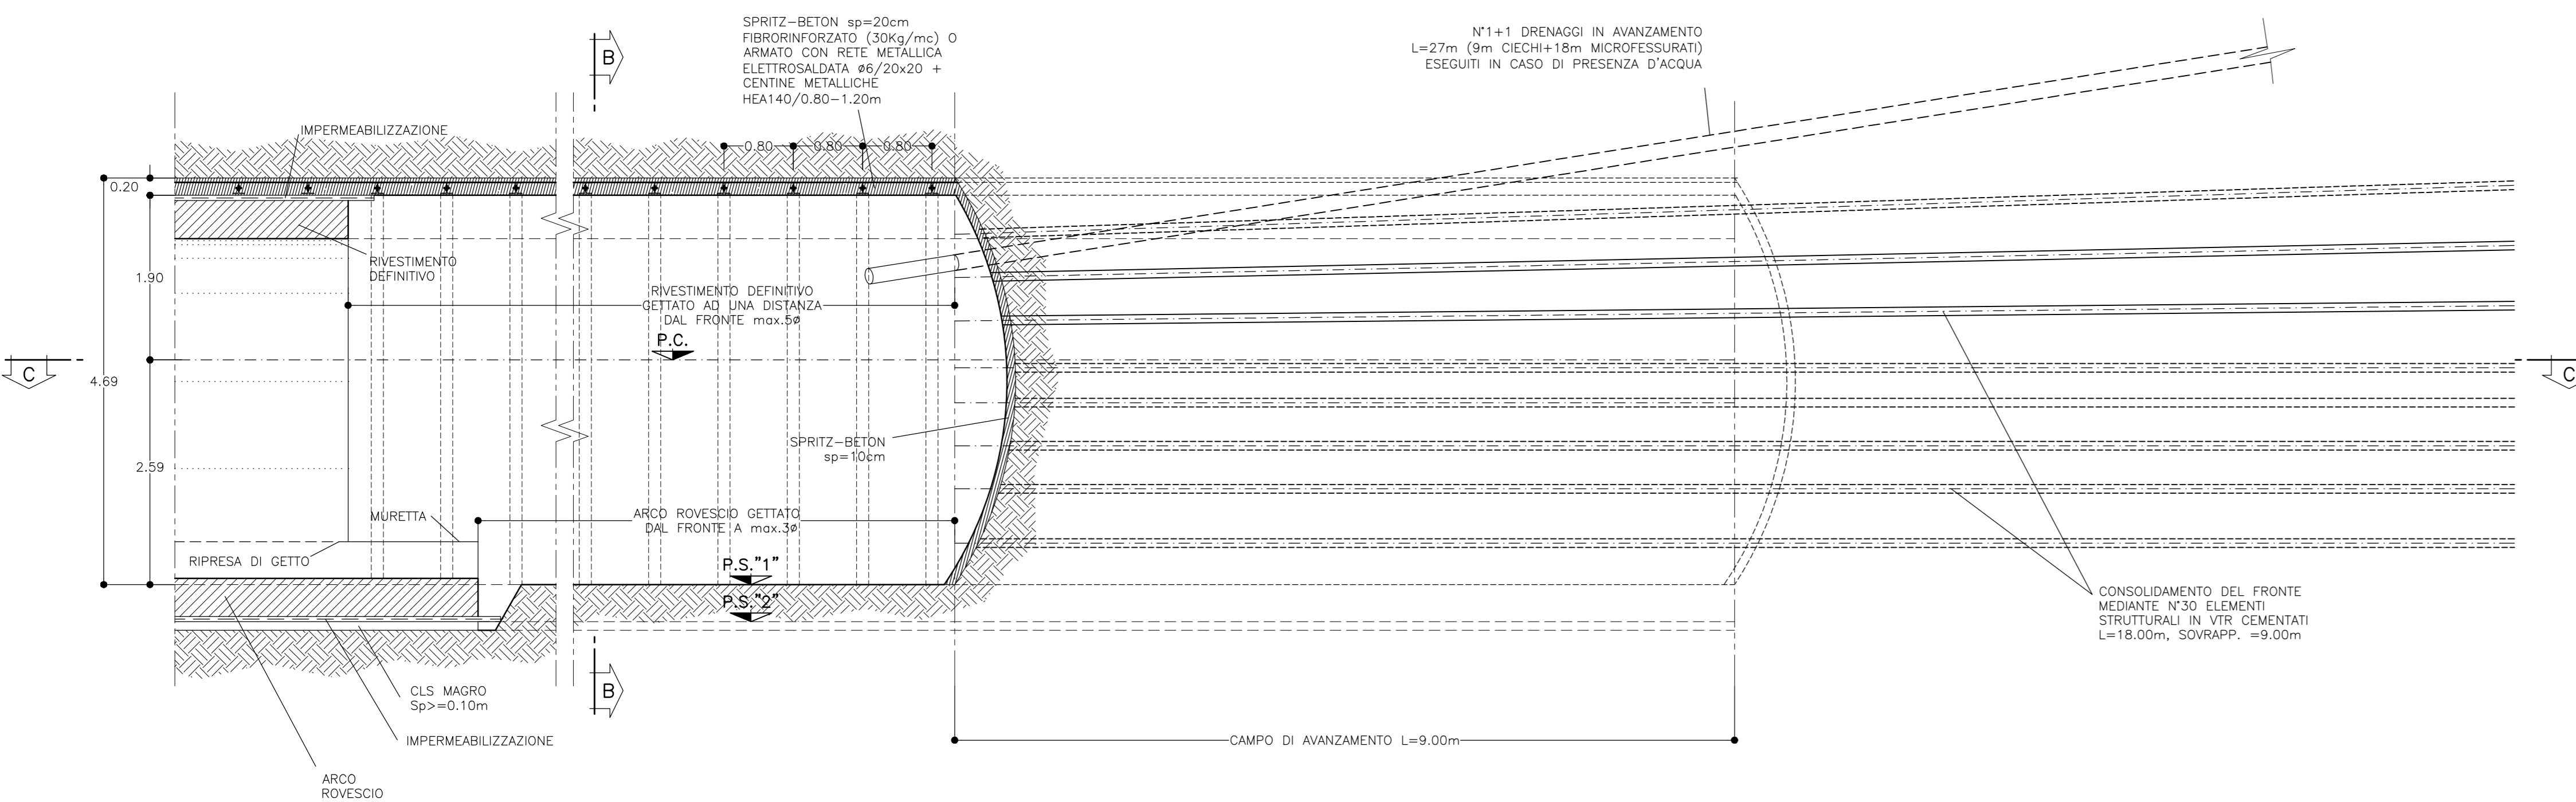 SPRITZ-BETON sp=20cm
FIBRORINFORZATO (30Kg/mc) O
ARMATO CON RETE METALLICA
ELETTROSALDATA ø6/20x20 +
CENTINE METALLICHE
HEA140/0.80-1.20m
N°1+1 DRENAGGI IN AVANZAMENTO
L=27m (9m CIECHI+18m MICROFESSURATI)
ESEGUITI IN CASO DI PRESENZA D'ACQUA
B
IMPERMEABILIZZAZIONE
0.80
0.80
0.80
0.20
1.90
4.69
2.59
RIVESTIMENTO
DEFINITIVO
RIVESTIMENTO DEFINITIVO
GETTATO AD UNA DISTANZA
DAL FRONTE max.5ø
P.C.
C
C
SPRITZ-BETON
sp=10cm
MURETTA
ARCO ROVESCIO GETTATO
DAL FRONTE A max.3ø
RIPRESA DI GETTO
P.S."1"
P.S."2"
CONSOLIDAMENTO DEL FRONTE
MEDIANTE N°30 ELEMENTI
STRUTTURALI IN VTR CEMENTATI
L=18.00m, SOVRAPP. =9.00m
B
CLS MAGRO
Sp>=0.10m
IMPERMEABILIZZAZIONE
CAMPO DI AVANZAMENTO L=9.00m
ARCO
ROVESCIO